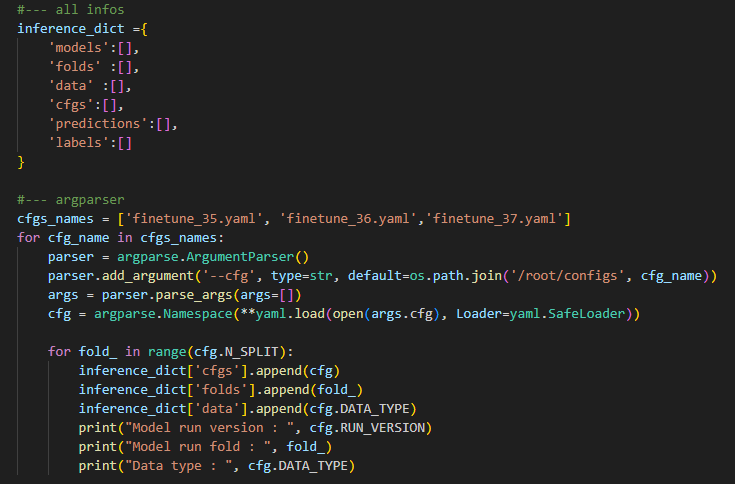 #--- all infos
inference_dict ={
    'models':[],
    'folds' :[],
    'data' :[],
    'cfgs':[],
    'predictions':[],
    'labels':[]
}

#--- argparser
cfgs_names = ['finetune_35.yaml', 'finetune_36.yaml','finetune_37.yaml']
for cfg_name in cfgs_names:
    parser = argparse.ArgumentParser()
    parser.add_argument('--cfg', type=str, default=os.path.join('/root/configs', cfg_name))
    args = parser.parse_args(args=[])
    cfg = argparse.Namespace(**yaml.load(open(args.cfg), Loader=yaml.SafeLoader))

    for fold_ in range(cfg.N_SPLIT):
        inference_dict['cfgs'].append(cfg)
        inference_dict['folds'].append(fold_)
        inference_dict['data'].append(cfg.DATA_TYPE)
        print("Model run version : ", cfg.RUN_VERSION)
        print("Model run fold : ", fold_)
        print("Data type : ", cfg.DATA_TYPE)